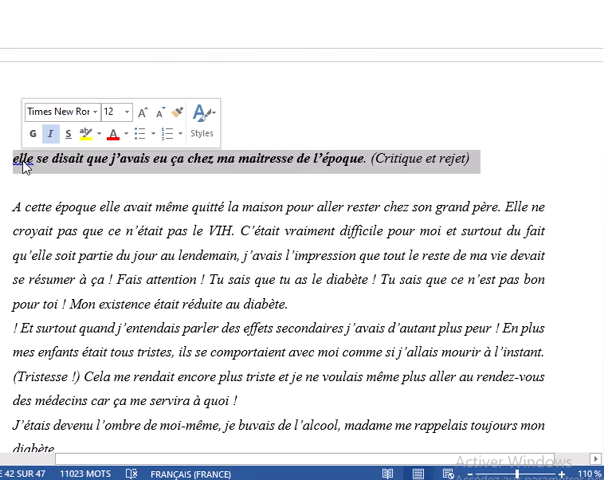 Times New Ror 12
G I S ab A Styles
elle se disait que j'avais eu ça chez ma maitresse de l'époque. (Critique et rejet)
A cette époque elle avait même quitté la maison pour aller rester chez son grand père. Elle ne
croyait pas que ce n'était pas le VIH. C'était vraiment difficile pour moi et surtout du fait
qu'elle soit partie du jour au lendemain, j'avais l'impression que tout le reste de ma vie devait
se résumer à ça ! Fais attention ! Tu sais que tu as le diabète ! Tu sais que ce n'est pas bon
pour toi ! Mon existence était réduite au diabète.
! Et surtout quand j'entendais parler des effets secondaires j'avais d'autant plus peur ! En plus
mes enfants était tous tristes, ils se comportaient avec moi comme si j'allais mourir à l'instant.
(Tristesse !) Cela me rendait encore plus triste et je ne voulais même plus aller au rendez-vous
des médecins car ça me servira à quoi !
J'étais devenu l'ombre de moi-même, je buvais de l'alcool, madame me rappelais toujours mon
diabète
Activer Windows
E 42 SUR 47 11023 MOTS FRANÇAIS (FRANCE) 110 %